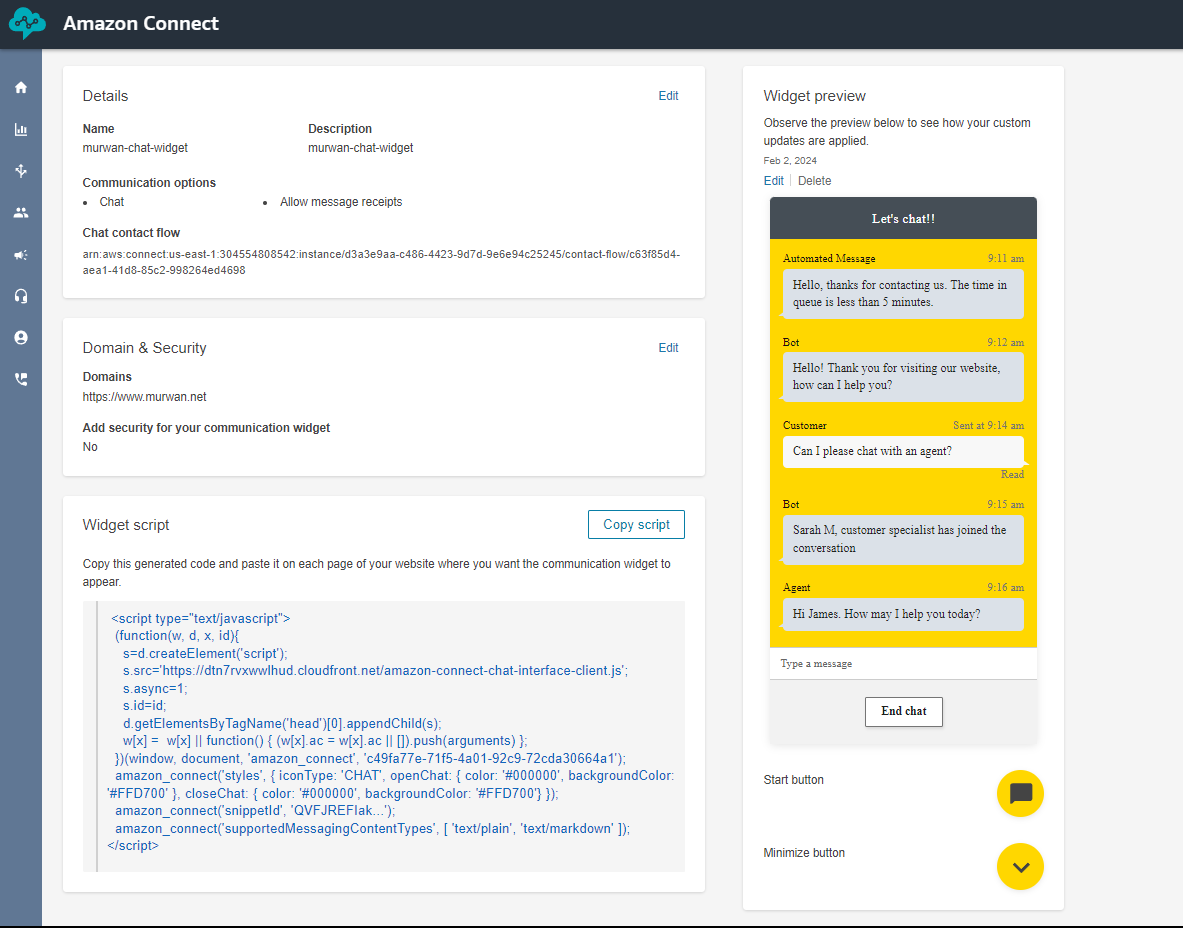 Amazon Connect
Details
Edit
Name
Description
murwan-chat-widget
murwan-chat-widget
Communication options
• Chat
• Allow message receipts
Chat contact flow
arn:aws:connect:us-east-1:304554808542:instance/d3a3e9aa-c486-4423-9d7d-9e6e94c25245/contact-flow/c63f85d4-
aea1-41d8-85c2-998264ed4698
Domain & Security
Edit
Domains
https://www.murwan.net
Add security for your communication widget
No
Widget script
Copy script
Copy this generated code and paste it on each page of your website where you want the communication widget to
appear.
<script type="text/javascript">
(function(w, d, x, id){
s=d.createElement('script');
s.src='https://dtn7rvxwwlhud.cloudfront.net/amazon-connect-chat-interface-client.js';
s.async=1;
s.id=id;
d.getElementsByTagName('head')[0].appendChild(s);
w[x] =  w[x] || function() { (w[x].ac = w[x].ac || []).push(arguments) };
})(window, document, 'amazon_connect', 'c49fa77e-71f5-4a01-92c9-72cda30664a1');
amazon_connect('styles', { iconType: 'CHAT', openChat: { color: '#000000', backgroundColor:
'#FFD700' }, closeChat: { color: '#000000', backgroundColor: '#FFD700'} });
amazon_connect('snippetId', 'QVFJREFIak...');
amazon_connect('supportedMessagingContentTypes', [ 'text/plain', 'text/markdown' ]);
</script>
Widget preview
Observe the preview below to see how your custom
updates are applied.
Feb 2, 2024
Edit | Delete
Let's chat!!
Automated Message 9:11 am
Hello, thanks for contacting us. The time in
queue is less than 5 minutes.
Bot 9:12 am
Hello! Thank you for visiting our website,
how can I help you?
Customer Sent at 9:14 am
Can I please chat with an agent?
Read
Bot 9:15 am
Sarah M, customer specialist has joined the
conversation
Agent 9:16 am
Hi James. How may I help you today?
Type a message
End chat
Start button
Minimize button